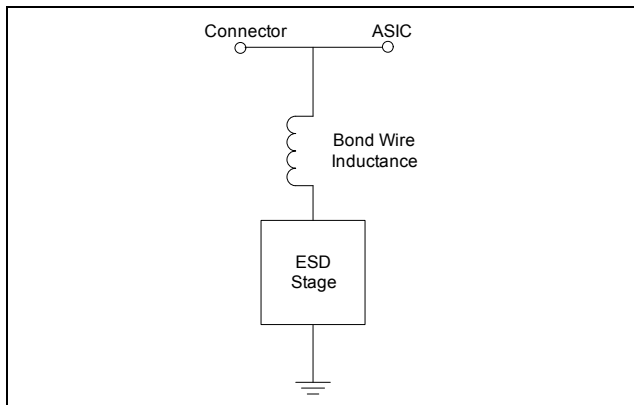 Connector
ASIC
Bond Wire
Inductance
ESD
Stage